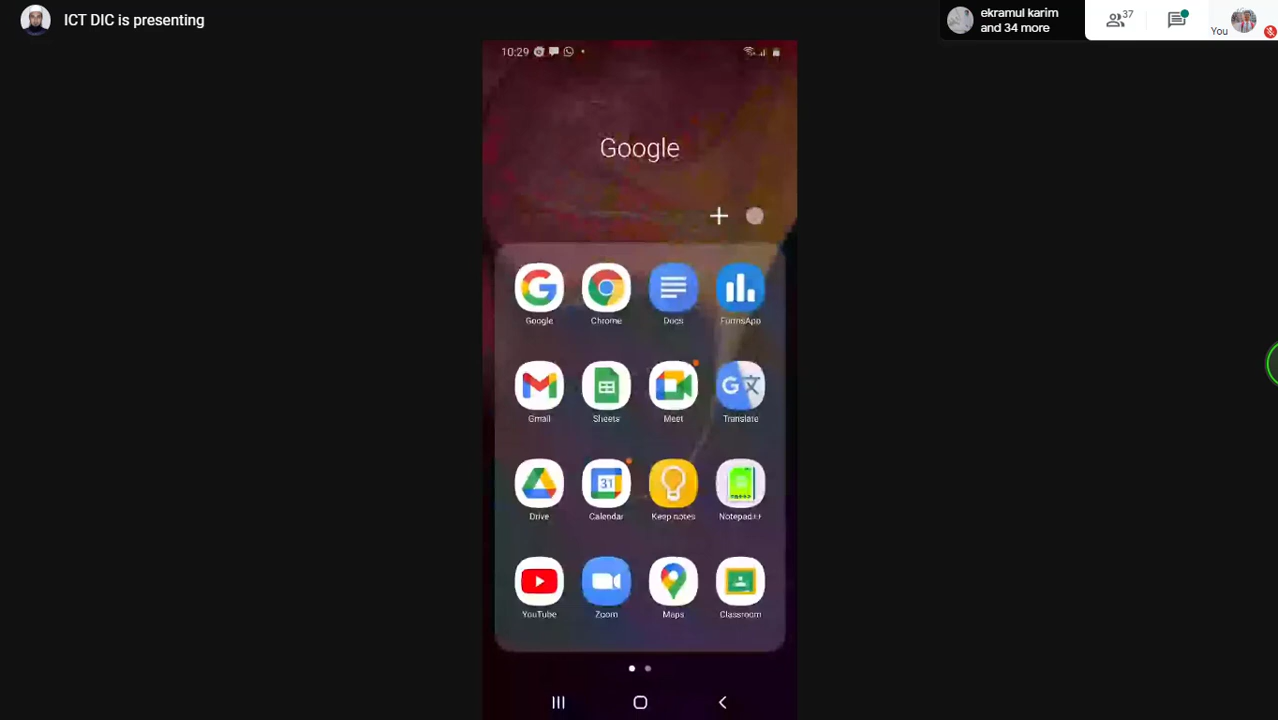 ICT DIC is presenting
ekramul karim
and 34 more
37
You
10:29
Google
Google Chrome Docs FormsApp
Gmail Sheets Meet Translate
31
Drive Calendar Keep notes Notepad++
YouTube Zoom Maps Classroom